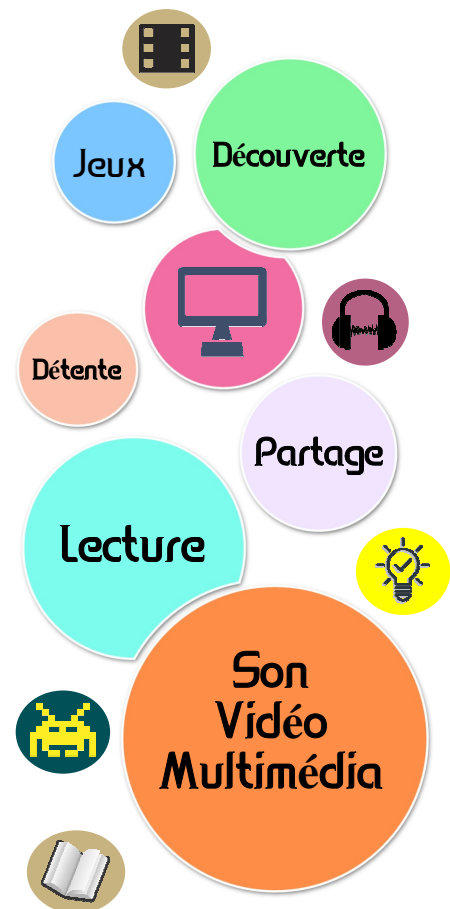 Découverte
Jeux
Détente
Partage
Lecture
Son
Vidéo
Multimédia